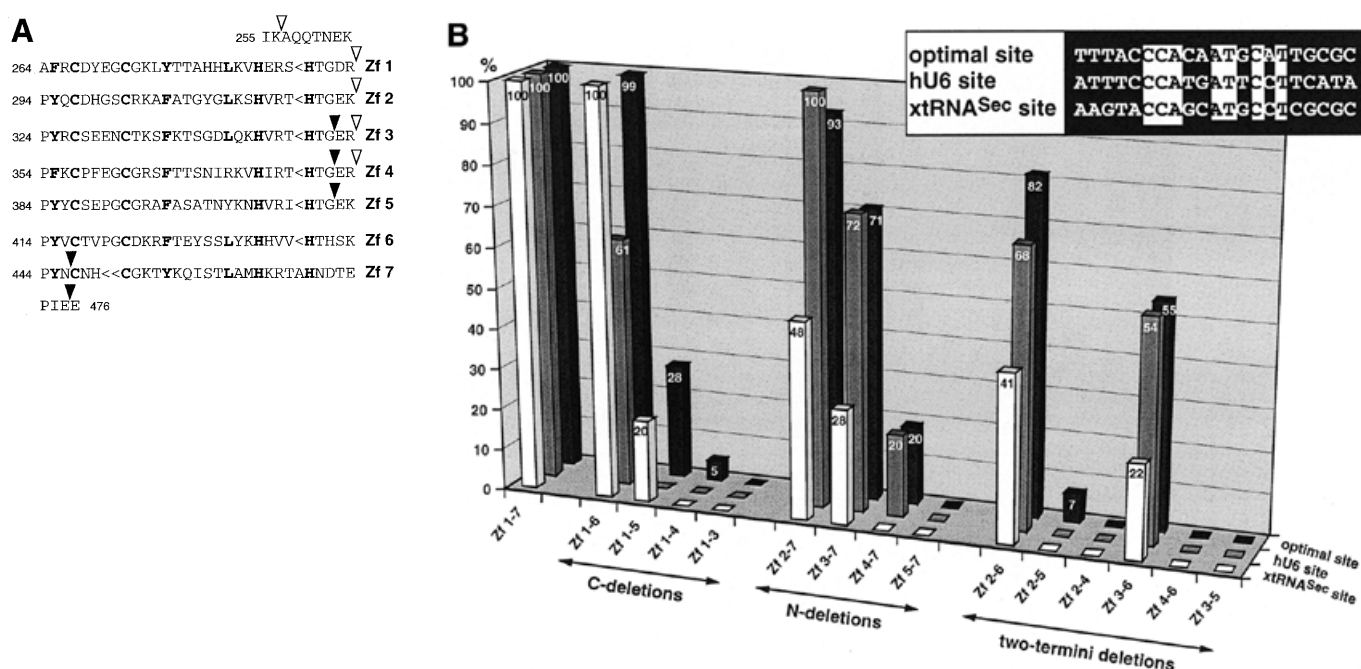 A
255 IKAQQTNEK
264 AFRCDYEGCGKLYTTAHHLKVHERS<HTGDR Zf 1
294 PYQCDHGSCRKAFATGYGLKSHVRT<HTGEK Zf 2
324 PYRCSEENCTKSFKTSGDLQKHVRT<HTGER Zf 3
354 PFKCPFEGCGRSFTTSNIRKVHIRT<HTGER Zf 4
384 PYYCSEPGCGRAFASATNYKNHVRI<HTGEK Zf 5
414 PYVCTVPGCDKRFTEYSSLYKHHVV<HTHSK Zf 6
444 PYNCNH<<CGKTYKQISTLAMHKRTAHNDTE Zf 7
PIEE 476
B
optimal site TTTACCCACAATGCATTGCGC
hU6 site ATTTCCCATGATTCCTTCATA
xtRNASec site AAGTACCAGCATGATTCCTCGCGC
%
100
90
80
70
60
50
40
30
20
10
0
100 100 100
100 61 99
20 28
5
48 100 93
28 72 71
20 20
41 68 82
7
22 54 55
Zf 1-7
Zf 1-6
Zf 1-5
Zf 1-4
Zf 1-3
Zf 2-7
Zf 3-7
Zf 4-7
Zf 5-7
Zf 2-6
Zf 2-5
Zf 2-4
Zf 3-6
Zf 4-6
Zf 3-5
optimal site
hU6 site
xtRNASec site
C-deletions
N-deletions
two-termini deletions